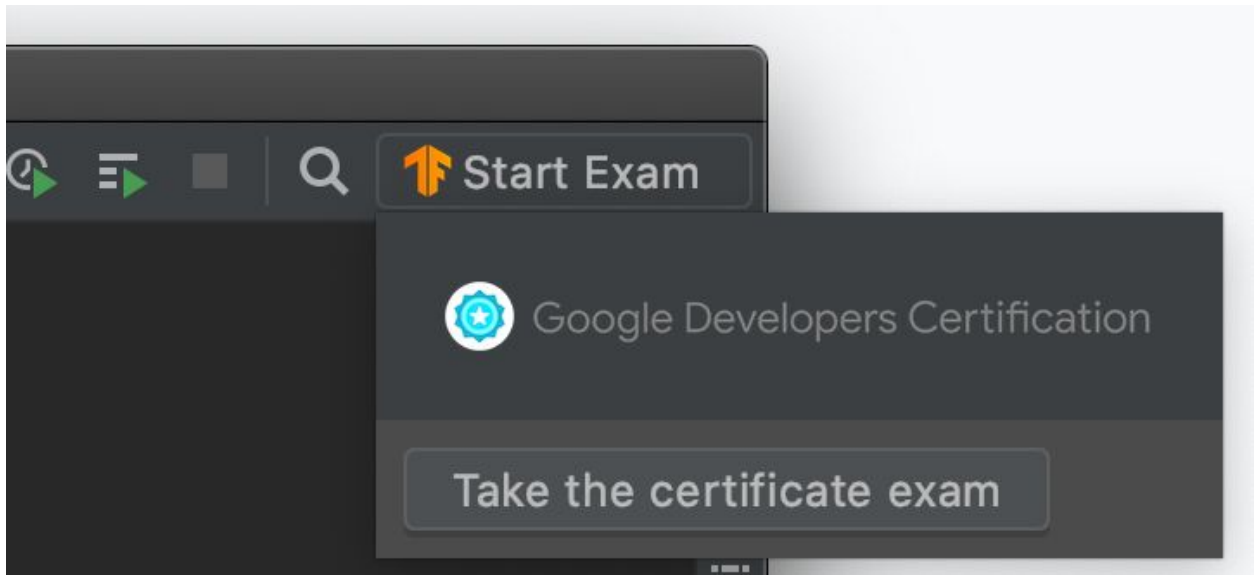 Start Exam
Google Developers Certification
Take the certificate exam